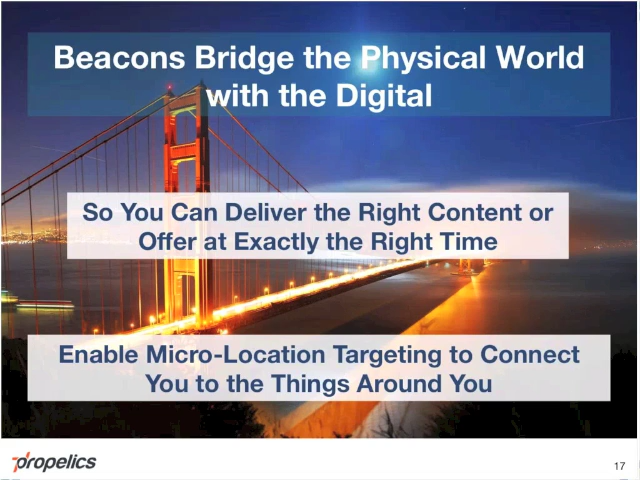 Beacons Bridge the Physical World
with the Digital
So You Can Deliver the Right Content or
Offer at Exactly the Right Time
Enable Micro-Location Targeting to Connect
You to the Things Around You
propelics
17